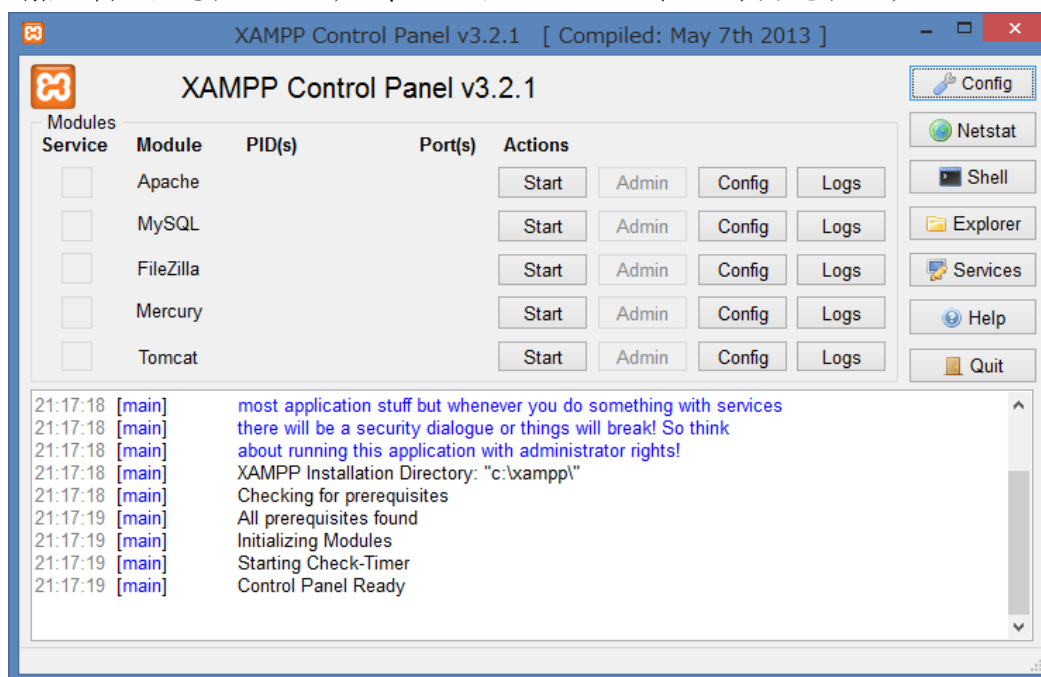 XAMPP Control Panel v3.2.1 [ Compiled: May 7th 2013 ]
XAMPP Control Panel v3.2.1
Config
Modules
Netstat
Service Module PID(s) Port(s) Actions
Apache Start Admin Config Logs
Shell
MySQL Start Admin Config Logs
Explorer
FileZilla Start Admin Config Logs
Services
Mercury Start Admin Config Logs
Help
Tomcat Start Admin Config Logs
Quit
21:17:18 [main] most application stuff but whenever you do something with services
21:17:18 [main] there will be a security dialogue or things will break! So think
21:17:18 [main] about running this application with administrator rights!
21:17:18 [main] XAMPP Installation Directory: "c:\xampp\"
21:17:18 [main] Checking for prerequisites
21:17:19 [main] All prerequisites found
21:17:19 [main] Initializing Modules
21:17:19 [main] Starting Check-Timer
21:17:19 [main] Control Panel Ready